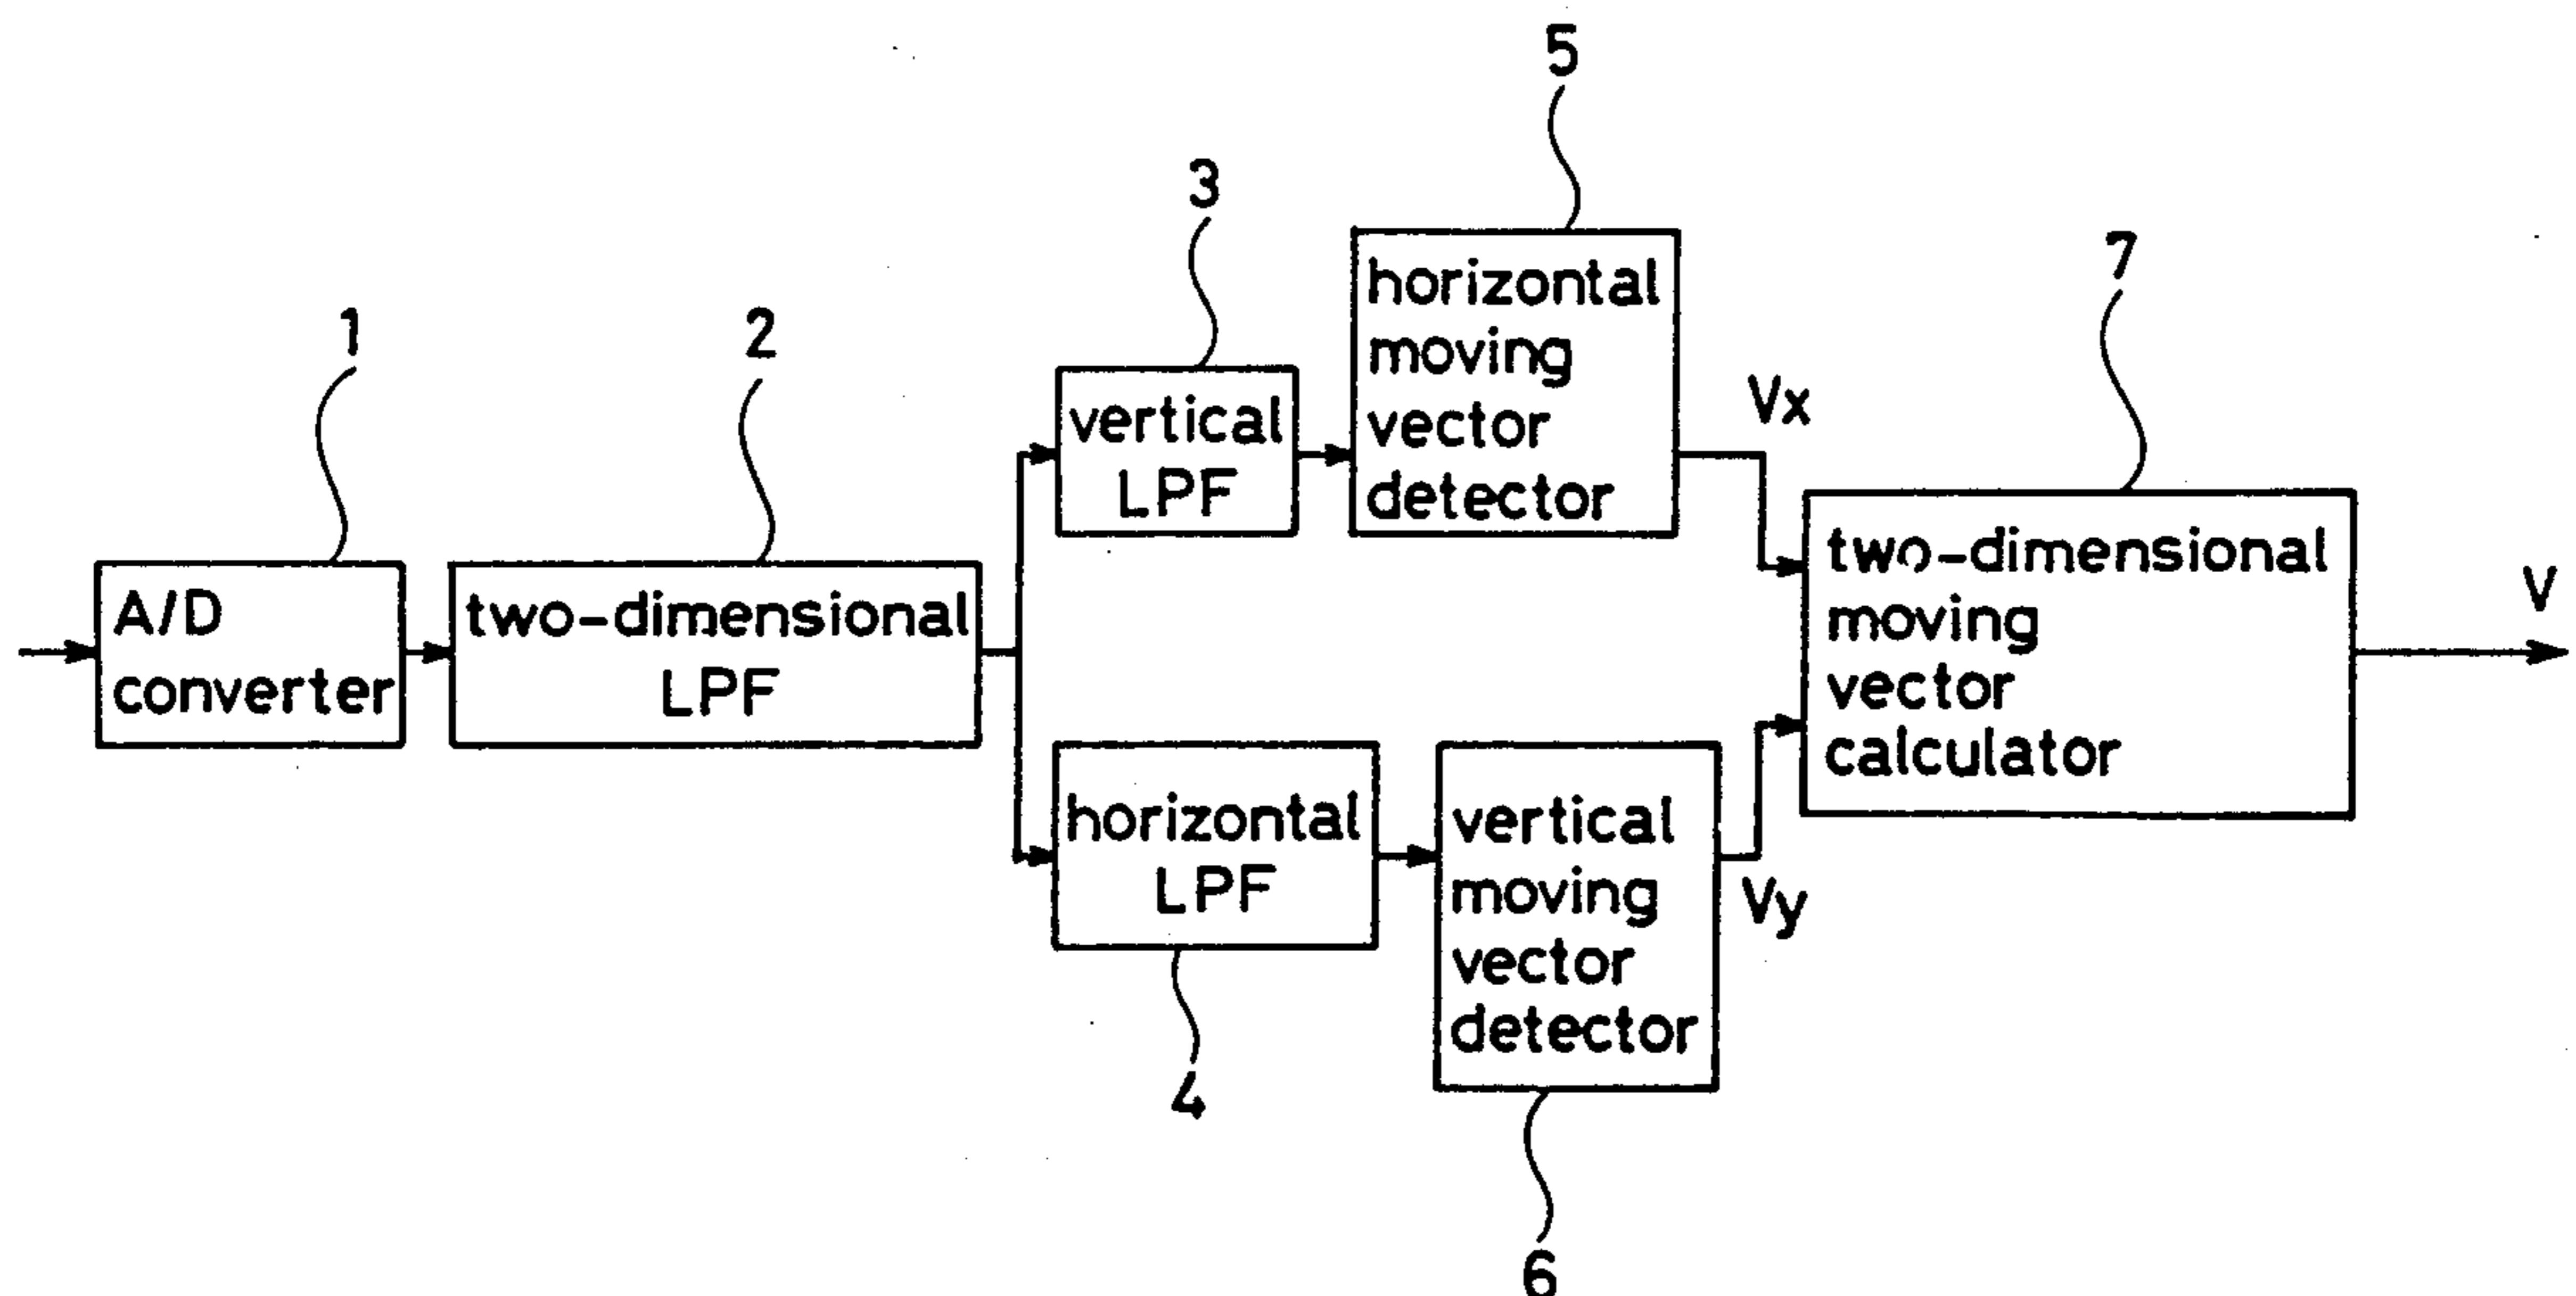 5
3
7
1
2
horizontal
moving
vector
detector
vertical
LPF
Vx
A/D
converter
two-dimensional
LPF
two-dimensional
moving
vector
calculator
V
horizontal
LPF
vertical
moving
vector
detector
Vy
4
6